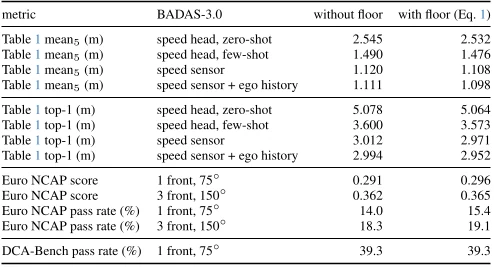 metric BADAS-3.0 without floor with floor (Eq. 1)
Table 1 mean₅ (m) speed head, zero-shot 2.545 2.532
Table 1 mean₅ (m) speed head, few-shot 1.490 1.476
Table 1 mean₅ (m) speed sensor 1.120 1.108
Table 1 mean₅ (m) speed sensor + ego history 1.111 1.098
Table 1 top-1 (m) speed head, zero-shot 5.078 5.064
Table 1 top-1 (m) speed head, few-shot 3.600 3.573
Table 1 top-1 (m) speed sensor 3.012 2.971
Table 1 top-1 (m) speed sensor + ego history 2.994 2.952
Euro NCAP score 1 front, 75° 0.291 0.296
Euro NCAP score 3 front, 150° 0.362 0.365
Euro NCAP pass rate (%) 1 front, 75° 14.0 15.4
Euro NCAP pass rate (%) 3 front, 150° 18.3 19.1
DCA-Bench pass rate (%) 1 front, 75° 39.3 39.3